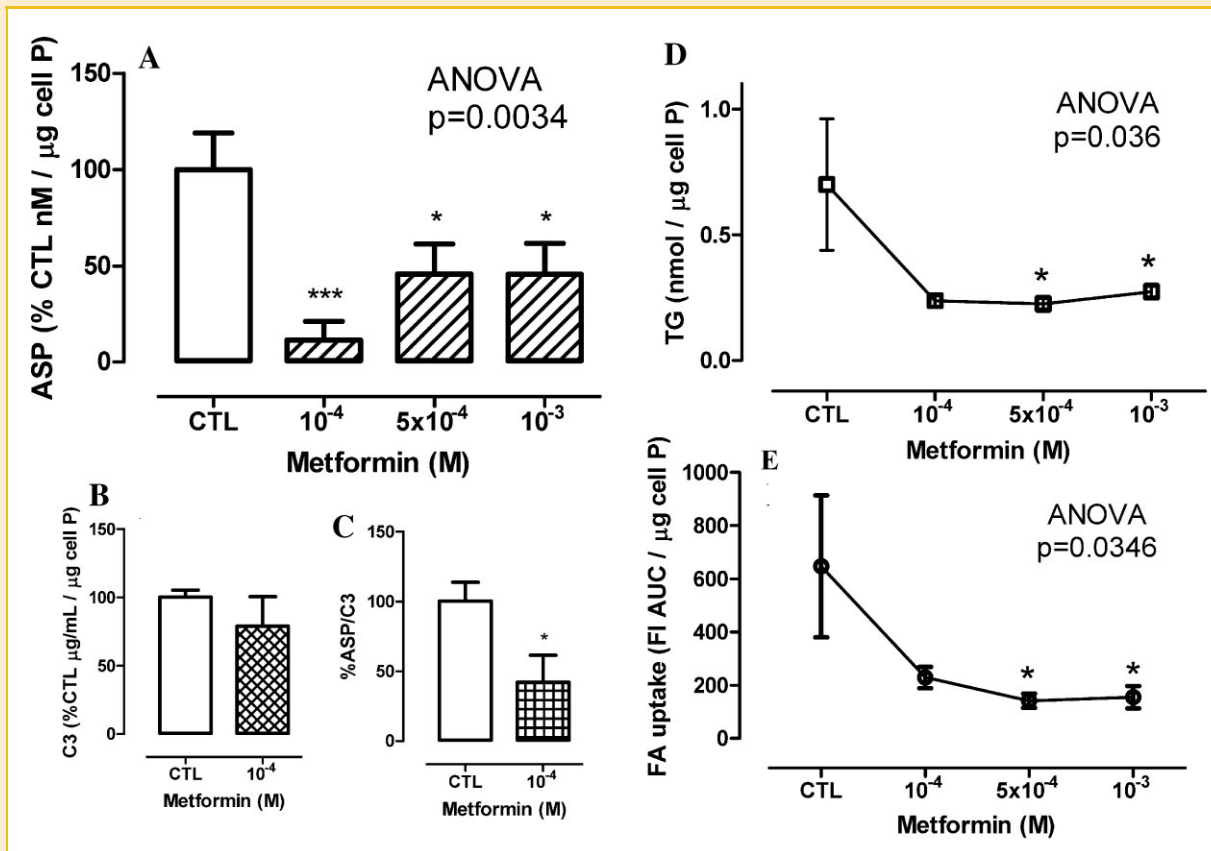 A
ASP (% CTL nM / μg cell P)
150
100
50
0
ANOVA
p=0.0034
***
*
*
CTL
10⁻⁴
5x10⁻⁴
10⁻³
Metformin (M)
B
C3 (%CTL μg/mL / μg cell P)
150
100
50
0
CTL
10⁻⁴
Metformin (M)
C
%ASP/C3
150
100
50
0
*
CTL
10⁻⁴
Metformin (M)
D
TG (nmol / μg cell P)
1.0
0.5
0.0
ANOVA
p=0.036
*
*
CTL
10⁻⁴
5x10⁻⁴
10⁻³
Metformin (M)
E
FA uptake (FI AUC / μg cell P)
1000
800
600
400
200
0
ANOVA
p=0.0346
*
*
CTL
10⁻⁴
5x10⁻⁴
10⁻³
Metformin (M)